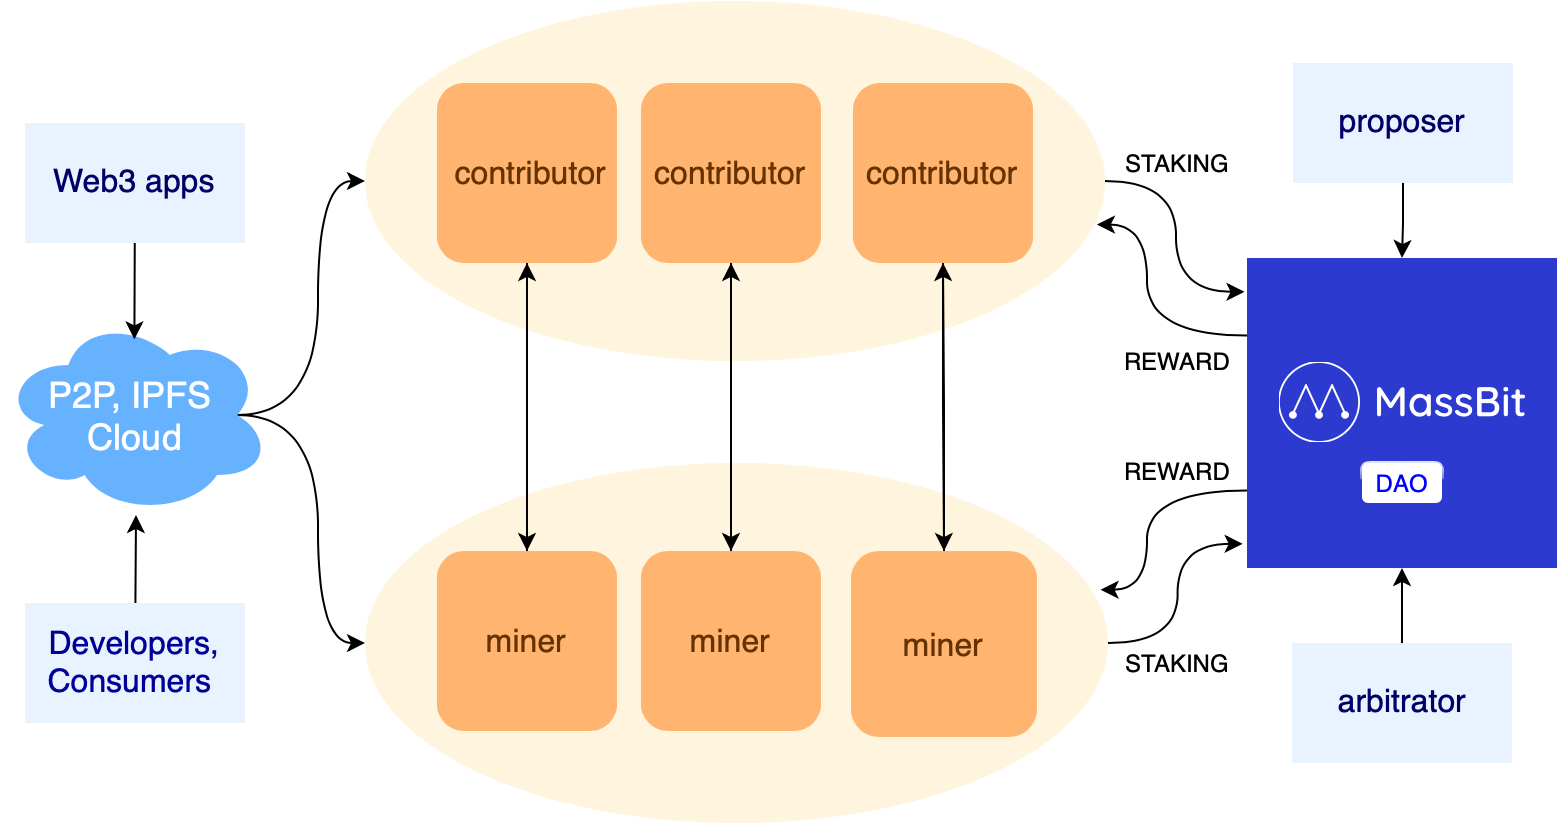 Web3 apps
P2P, IPFS
Cloud
Developers,
Consumers
contributor
contributor
contributor
miner
miner
miner
STAKING
REWARD
REWARD
STAKING
proposer
MassBit
DAO
arbitrator